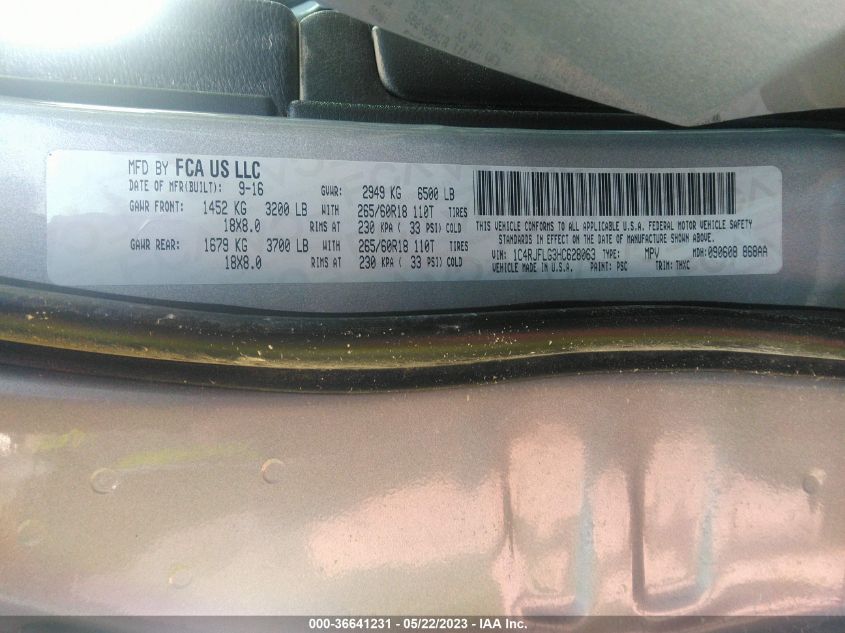 MFD BY FCA US LLC
DATE OF MFR(BUILT): 9-16 GVWR: 2949 KG 6500 LB
GAWR FRONT: 1452 KG 3200 LB WITH 265/60R18 110T TIRES
18X8.0 RIMS AT 230 KPA ( 33 PSI) COLD
GAWR REAR: 1679 KG 3700 LB WITH 265/60R18 110T TIRES
18X8.0 RIMS AT 230 KPA ( 33 PSI) COLD
THIS VEHICLE CONFORMS TO ALL APPLICABLE U.S.A. FEDERAL MOTOR VEHICLE SAFETY
STANDARDS IN EFFECT ON THE DATE OF MANUFACTURE SHOWN ABOVE.
VIN: 1C4RJFLG3HC628063 TYPE: MPV MDH: 090608 868AA
VEHICLE MADE IN U.S.A. PAINT: PSC TRIM: THXC
000-36641231 - 05/22/2023 - IAA Inc.